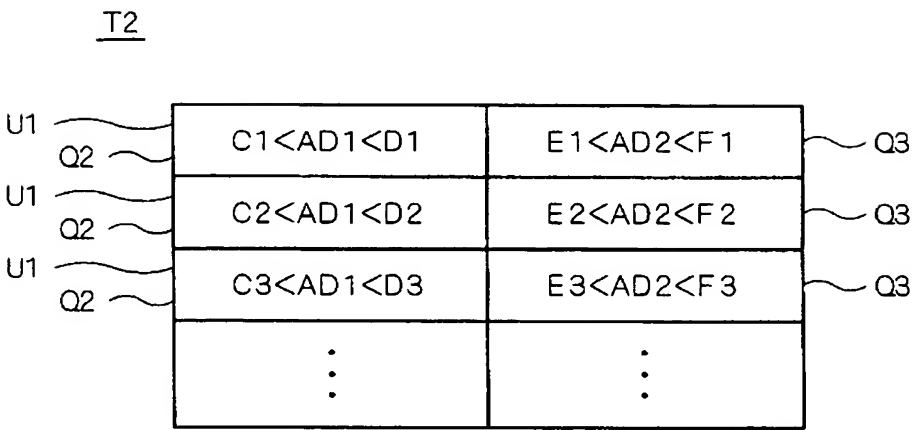 T2
U1
C1<AD1<D1 E1<AD2<F1 Q3
Q2
U1
C2<AD1<D2 E2<AD2<F2 Q3
Q2
U1
C3<AD1<D3 E3<AD2<F3 Q3
Q2